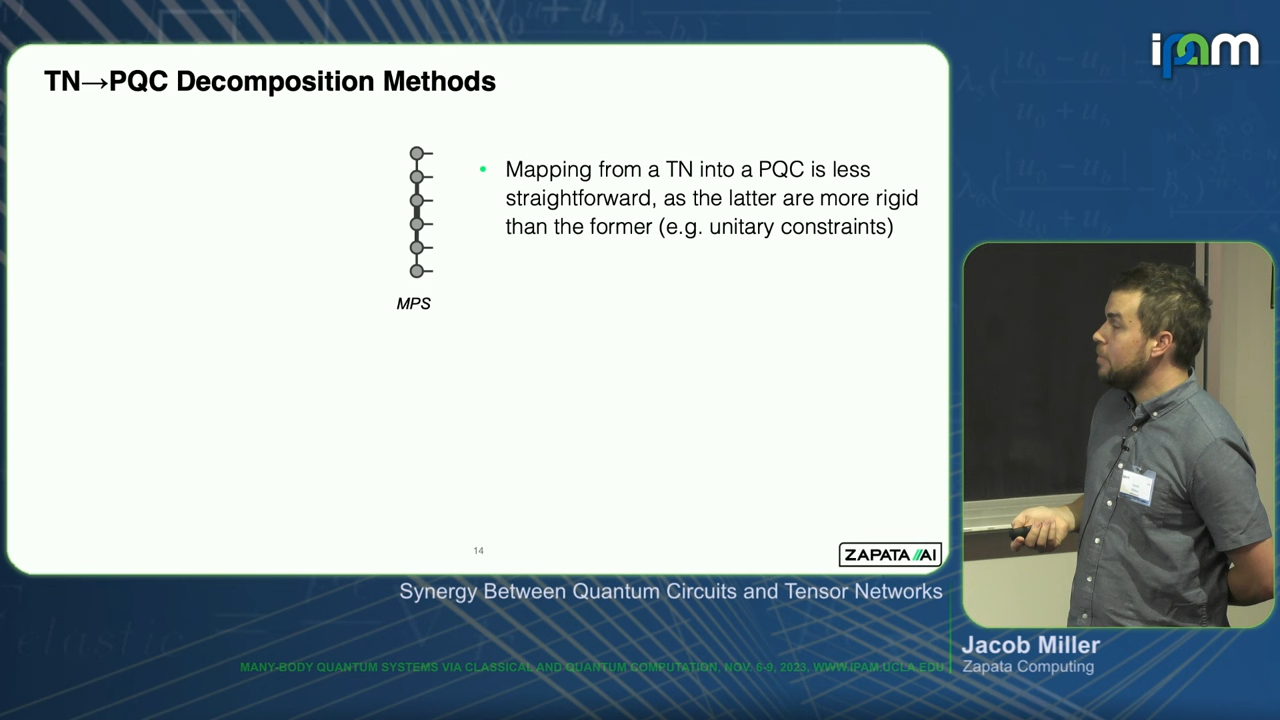 ipam
TN→PQC Decomposition Methods
• Mapping from a TN into a PQC is less
straightforward, as the latter are more rigid
than the former (e.g. unitary constraints)
MPS
14
ZAPATA //AI
Synergy Between Quantum Circuits and Tensor Networks
Jacob Miller
Zapata Computing
MANY-BODY QUANTUM SYSTEMS VIA CLASSICAL AND QUANTUM COMPUTATION, NOV. 6-9, 2023, WWW.IPAM.UCLA.EDU
elastic